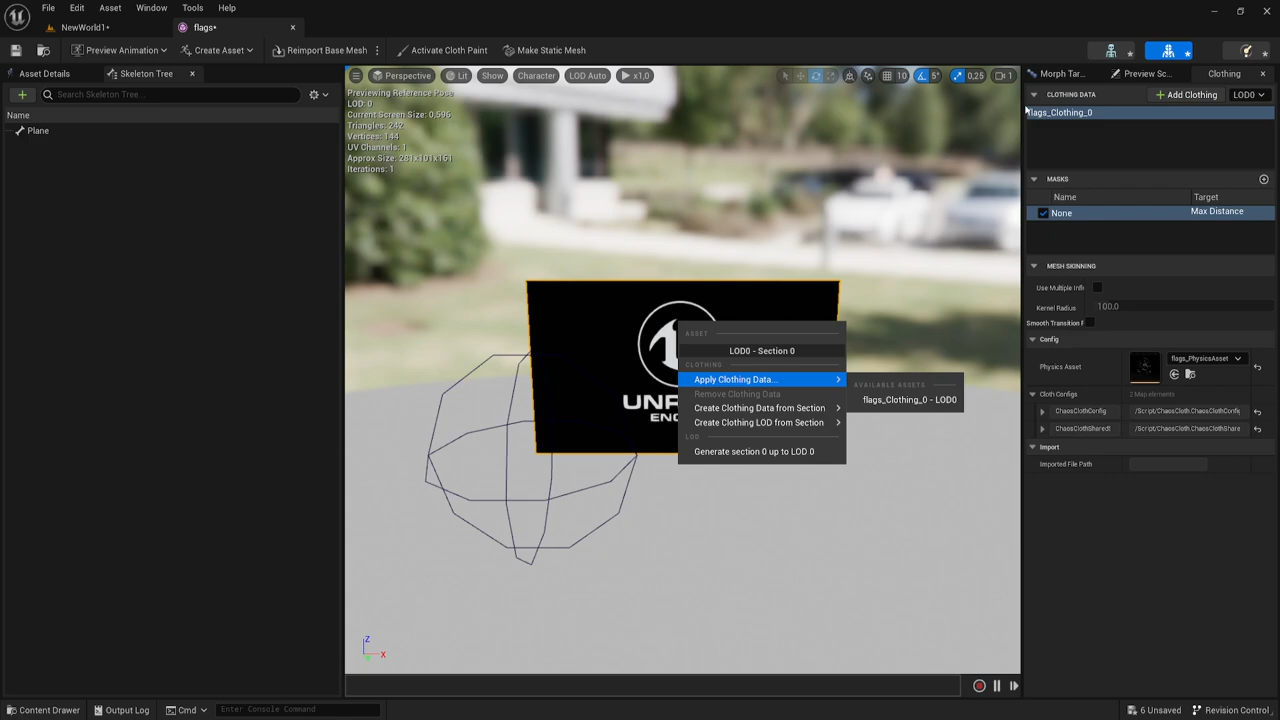 File Edit Asset Window Tools Help
NewWorld1*
flags*
Preview Animation
Create Asset
Reimport Base Mesh
Activate Cloth Paint
Make Static Mesh
Asset Details
Skeleton Tree
Search Skeleton Tree...
Name
Plane
Perspective
Lit
Show
Character
LOD Auto
x1,0
10
5°
0,25
1
Previewing Reference Pose
LOD: 0
Current Screen Size: 0,596
Triangles: 242
Vertices: 144
UV Channels: 1
Approx Size: 281x101x161
Iterations: 1
ASSET
LOD0 - Section 0
CLOTHING
Apply Clothing Data...
Remove Clothing Data
Create Clothing Data from Section
Create Clothing LOD from Section
LOD
Generate section 0 up to LOD 0
AVAILABLE ASSETS
flags_Clothing_0 - LOD0
Z
X
Morph Tar...
Preview Sc...
Clothing
CLOTHING DATA
Add Clothing
LOD0
flags_Clothing_0
MASKS
Name Target
None Max Distance
MESH SKINNING
Use Multiple Infl
Kernel Radius 100.0
Smooth Transition F
Config
Physics Asset
flags_PhysicsAsset
Cloth Configs 2 Map elements
ChaosClothConfig /Script/ChaosCloth.ChaosClothConfig
ChaosClothSharedS /Script/ChaosCloth.ChaosClothShare
Import
Imported File Path
Content Drawer
Output Log
Cmd
Enter Console Command
6 Unsaved
Revision Control